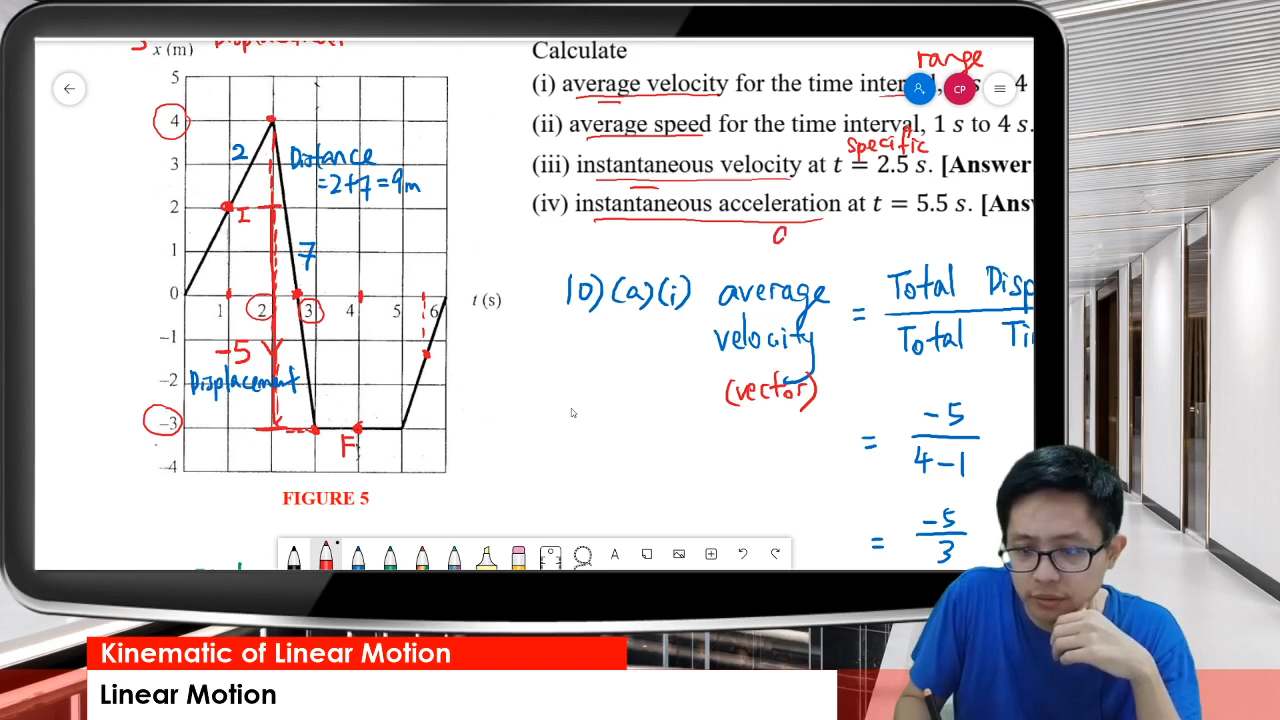 Displacement
x (m)
5
4
3
2
1
0
-1
-2
-3
-4
1 2 3 4 5 6
t (s)
2
Distance
=2+7=9m
I
7
-5
Displacement
F
FIGURE 5
Calculate
range
(i) average velocity for the time 4
(ii) average speed for the time interval, 1 s to 4 s.
specific
(iii) instantaneous velocity at t = 2.5 s. [Answer
(iv) instantaneous acceleration at t = 5.5 s. [Ans
a
CP
10)(a)(i) average velocity = Total Disp
Total Ti
(vector)
= -5
4-1
= -5
3
A
Kinematic of Linear Motion
Linear Motion